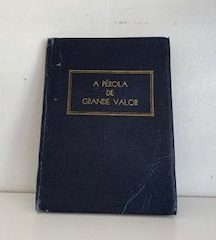 A PÉROLA
DE
GRANDE VALOR